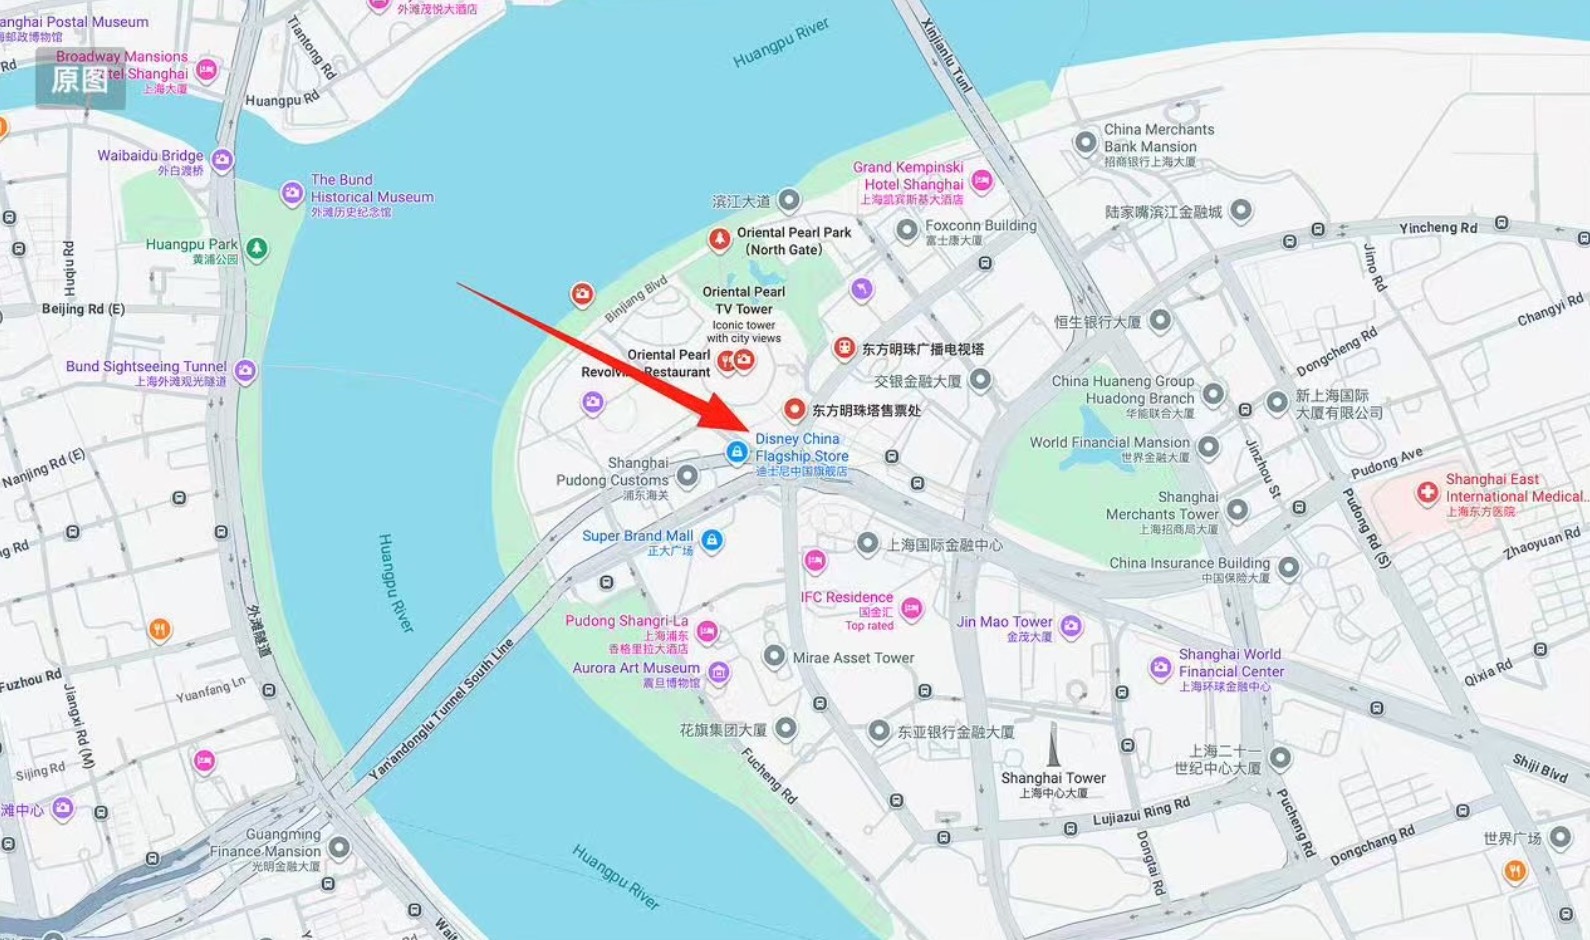 外滩茂悦大酒店
anghai Postal Museum
海邮政博物馆
Tiantong Rd
Huangpu River
Xinjianlu Tunl
Broadway Mansions
tel Shanghai
上海大厦
Rd
原图
Huangpu Rd
China Merchants
Bank Mansion
招商银行上海大厦
Waibaidu Bridge
外白渡桥
The Bund
Historical Museum
外滩历史纪念馆
Grand Kempinski
Hotel Shanghai
上海凯宾斯基大酒店
滨江大道
陆家嘴滨江金融城
Foxconn Building
富士康大厦
Yincheng Rd
Oriental Pearl Park
（North Gate）
Huangpu Park
黄浦公园
Huqiu Rd
Jimo Rd
Binjiang Blvd
Oriental Pearl
TV Tower
Iconic tower
with city views
Beijing Rd (E)
Changyi Rd
恒生银行大厦
Dongcheng Rd
东方明珠广播电视塔
Oriental Pearl
Restaurant
Bund Sightseeing Tunnel
上海外滩观光隧道
交银金融大厦
China Huaneng Group
Huadong Branch
华能联合大厦
新上海国际
大厦有限公司
东方明珠塔售票处
Disney China
Flagship Store
迪士尼中国旗舰店
World Financial Mansion
世界金融大厦
Jinzhou St
Pudong Ave
Nanjing Rd (E)
Shanghai
Pudong Customs
浦东海关
Shanghai East
International Medical...
上海东方医院
Shanghai
Merchants Tower
上海招商局大厦
Pudong Rd (S)
Zhaoyuan Rd
Super Brand Mall
正大广场
上海国际金融中心
ng Rd
Huangpu River
China Insurance Building
中国保险大厦
IFC Residence
国金汇
Top rated
外滩隧道
Pudong Shangri-La
上海浦东
香格里拉大酒店
Jin Mao Tower
金茂大厦
Mirae Asset Tower
Shanghai World
Financial Center
上海环球金融中心
Aurora Art Museum
震旦博物馆
Qixia Rd
Fuzhou Rd
Yuanfang Ln
Jiangxi Rd (M)
Yan'andonglu Tunnel South Line
花旗集团大厦
东亚银行金融大厦
上海二十一
世纪中心大厦
Sijing Rd
Fucheng Rd
Shanghai Tower
上海中心大厦
Shiji Blvd
滩中心
Lujiazui Ring Rd
Pucheng Rd
Guangming
Finance Mansion
光明金融大厦
Dongchang Rd
世界广场
Dongtai Rd
Huangpu River
Wait